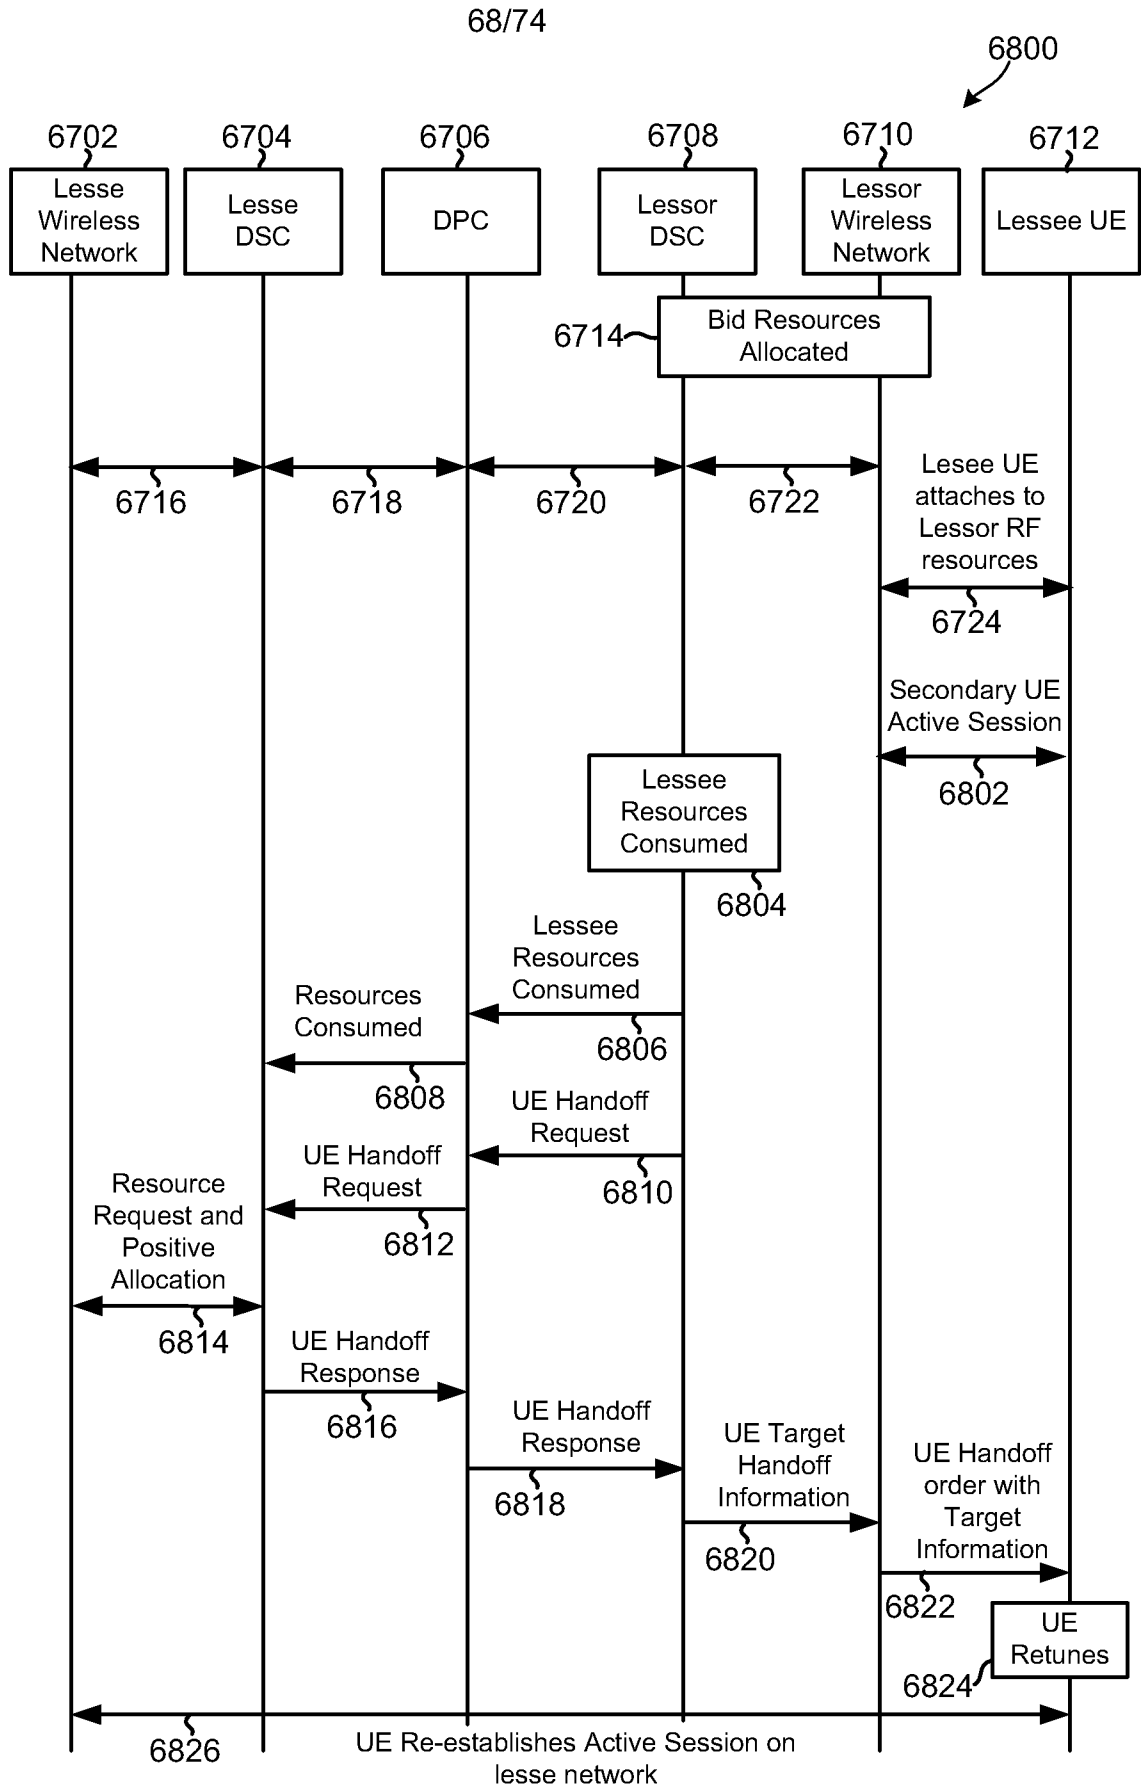 68/74
6800
6702
6704
6706
6708
6710
6712
Lesse
Wireless
Network
Lesse
DSC
DPC
Lessor
DSC
Lessor
Wireless
Network
Lessee UE
6714
Bid Resources
Allocated
6716
6718
6720
6722
Lesee UE
attaches to
Lessor RF
resources
6724
Secondary UE
Active Session
6802
Lessee
Resources
Consumed
6804
Lessee
Resources
Consumed
6806
Resources
Consumed
6808
UE Handoff
Request
6810
UE Handoff
Request
6812
Resource
Request and
Positive
Allocation
6814
UE Handoff
Response
6816
UE Handoff
Response
6818
UE Target
Handoff
Information
6820
UE Handoff
order with
Target
Information
6822
UE
Retunes
6824
6826
UE Re-establishes Active Session on
lesse network